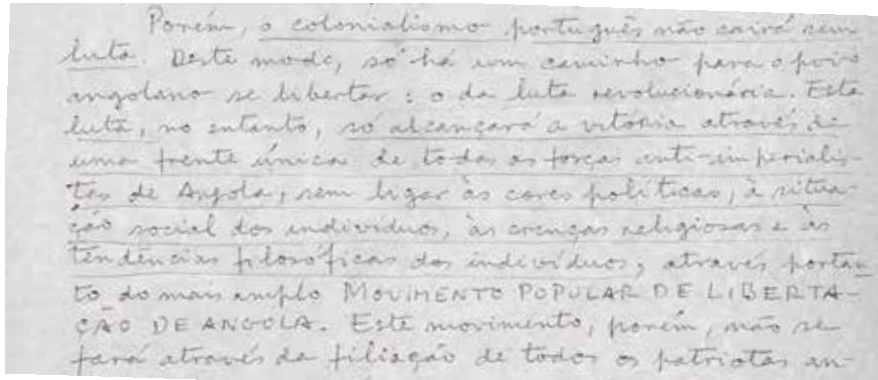 Porém, o colonialismo português não cairá sem
luta. Deste modo, só há um caminho para o povo
angolano se libertar: o da luta revolucionária. Esta
luta, no entanto, só alcançará a vitória através de
uma frente única de todas as forças anti-imperialis-
tas de Angola, sem ligar às cores políticas, à situa-
ção social dos indivíduos, às crenças religiosas e às
tendências filosóficas dos indivíduos; através portan-
to do mais amplo MOVIMENTO POPULAR DE LIBERTA-
ÇÃO DE ANGOLA. Este movimento, porém, não se
fará através da filiação de todos os patriotas an-